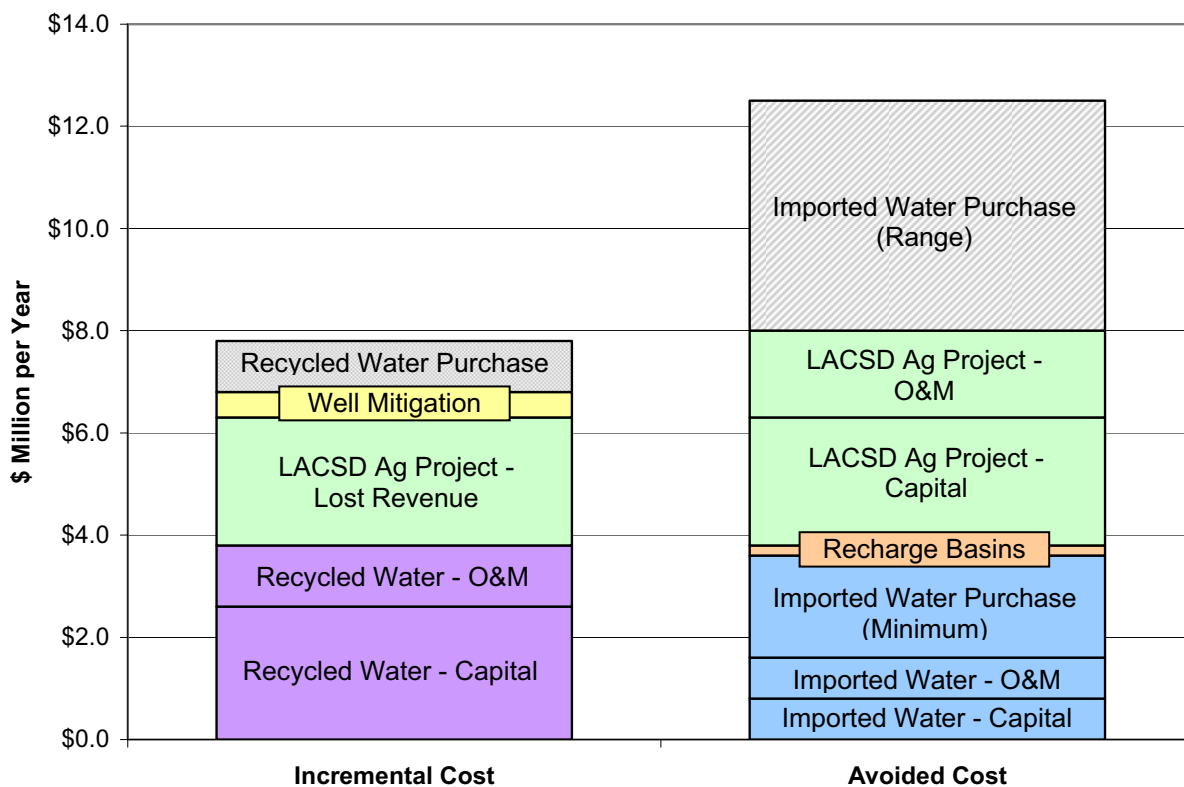 $14.0
$12.0
$10.0
$8.0
$6.0
$4.0
$2.0
$0.0
$ Million per Year
Recycled Water Purchase
Well Mitigation
LACSD Ag Project -
Lost Revenue
Recycled Water - O&M
Recycled Water - Capital
Imported Water Purchase
(Range)
LACSD Ag Project -
O&M
LACSD Ag Project -
Capital
Recharge Basins
Imported Water Purchase
(Minimum)
Imported Water - O&M
Imported Water - Capital
Incremental Cost
Avoided Cost